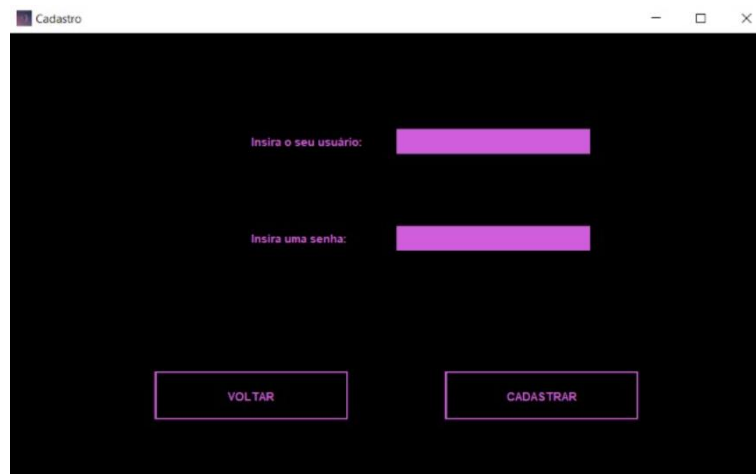 Cadastro
Insira o seu usuário:
Insira uma senha:
VOLTAR
CADASTRAR